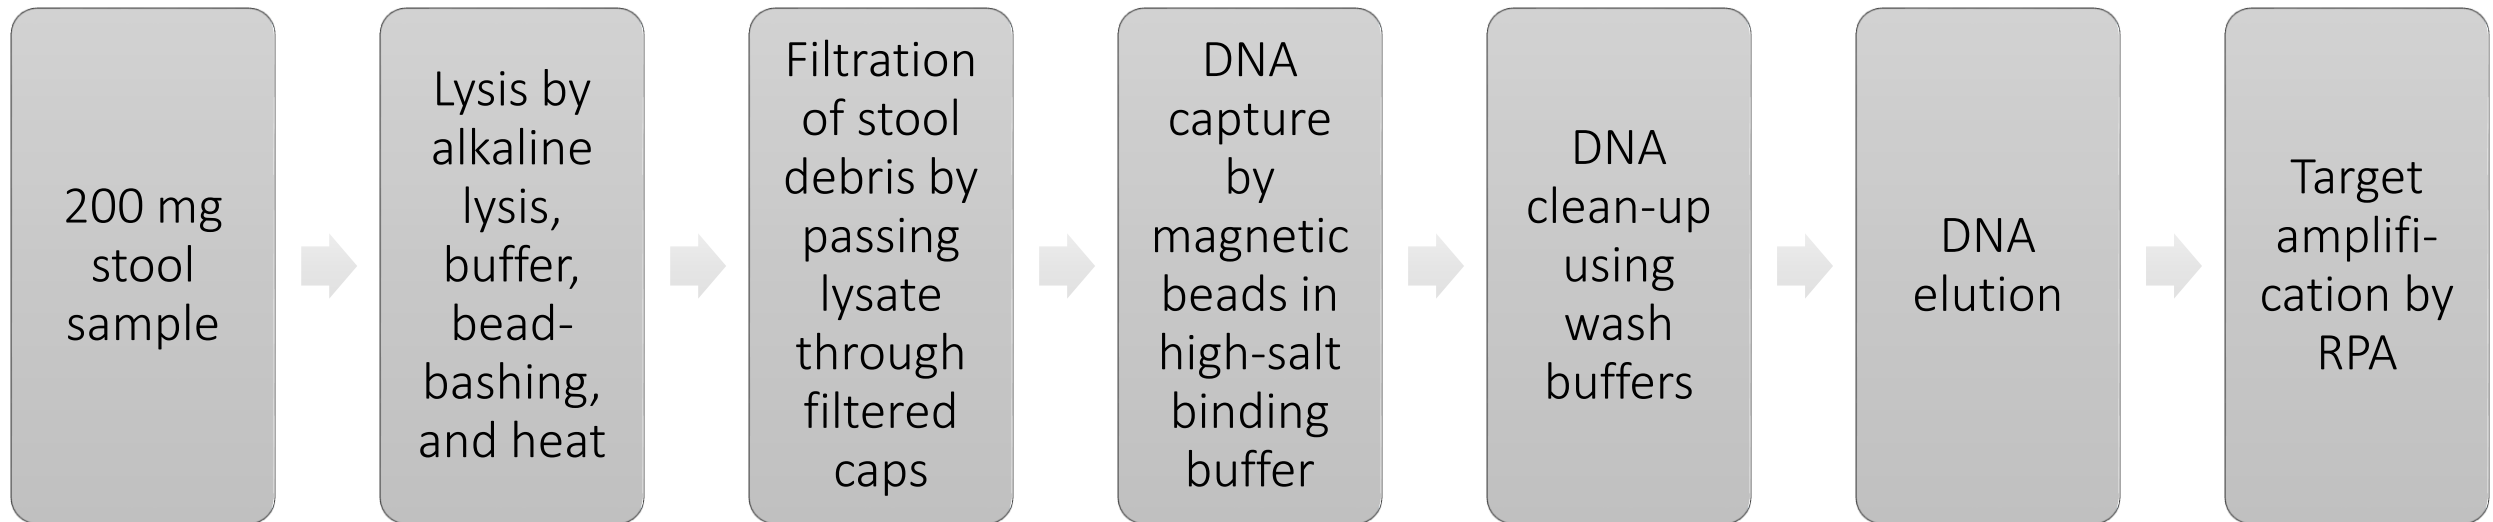 200 mg
stool
sample
Lysis by
alkaline
lysis,
buffer,
bead-
bashing,
and heat
Filtration
of stool
debris by
passing
lysate
through
filtered
caps
DNA
capture
by
magnetic
beads in
high-salt
binding
buffer
DNA
clean-up
using
wash
buffers
DNA
elution
Target
amplifi-
cation by
RPA